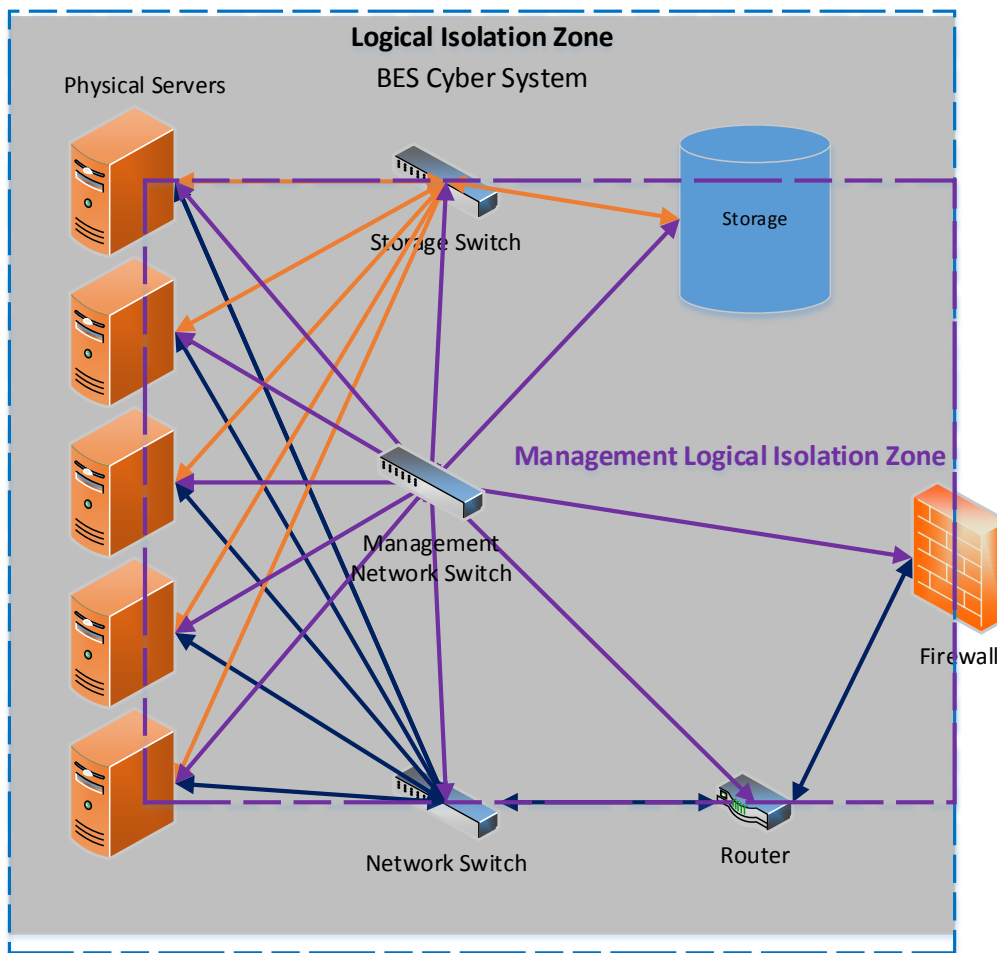 Logical Isolation Zone
BES Cyber System
Physical Servers
Storage
Storage Switch
Management Logical Isolation Zone
Management
Network Switch
Firewall
Router
Network Switch